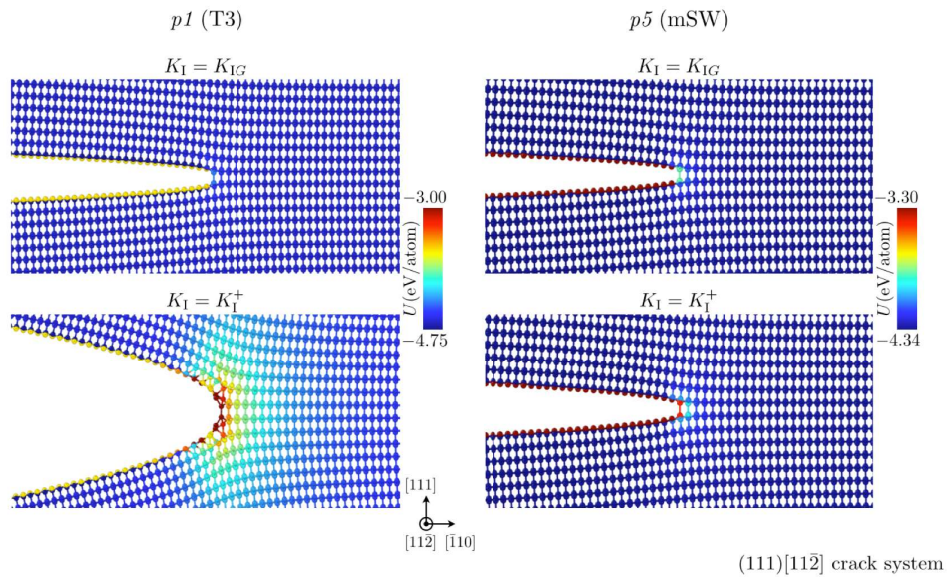 p1 (T3)
p5 (mSW)
K_I = K_IG
K_I = K_IG
−3.00
U(eV/atom)
−4.75
−3.30
U(eV/atom)
−4.34
K_I = K_I^+
K_I = K_I^+
[111]
[112̄] [1̄10]
(111)[112̄] crack system